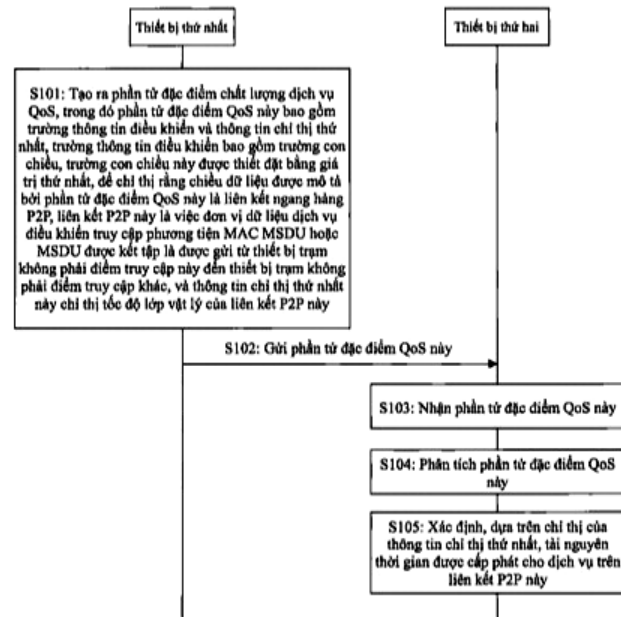 Thiết bị thứ nhất
Thiết bị thứ hai
S101: Tạo ra phần tử đặc điểm chất lượng dịch vụ
QoS, trong đó phần tử đặc điểm QoS này bao gồm
trường thông tin điều khiển và thông tin chỉ thị thứ
nhất, trường thông tin điều khiển bao gồm trường con
chiều, trường con chiều này được thiết đặt bằng giá
trị thứ nhất, để chỉ thị rằng chiều dữ liệu được mô tả
bởi phần tử đặc điểm QoS này là liên kết ngang hàng
P2P, liên kết P2P này là việc đơn vị dữ liệu dịch vụ
điều khiển truy cập phương tiện MAC MSDU hoặc
MSDU được kết tập là được gửi từ thiết bị trạm
không phải điểm truy cập này đến thiết bị trạm không
phải điểm truy cập khác, và thông tin chỉ thị thứ nhất
này chỉ thị tốc độ lớp vật lý của liên kết P2P này
S102: Gửi phần tử đặc điểm QoS này
S103: Nhận phần tử đặc điểm QoS này
S104: Phân tích phần tử đặc điểm QoS
này
S105: Xác định, dựa trên chỉ thị của
thông tin chỉ thị thứ nhất, tài nguyên
thời gian được cấp phát cho dịch vụ trên
liên kết P2P này